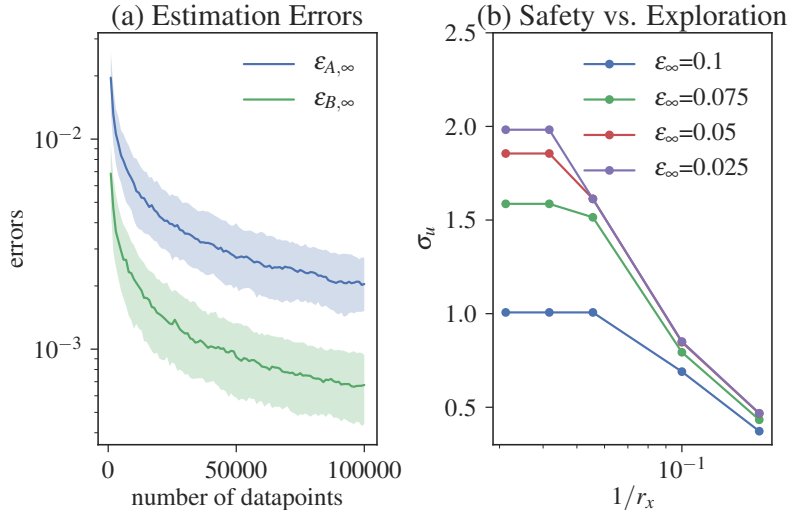 (a) Estimation Errors
(b) Safety vs. Exploration
ε_{A,∞}
ε_{B,∞}
10^{-2}
10^{-3}
errors
0
50000
100000
number of datapoints
ε_∞=0.1
ε_∞=0.075
ε_∞=0.05
ε_∞=0.025
2.5
2.0
1.5
1.0
0.5
σ_u
10^{-1}
1/r_x